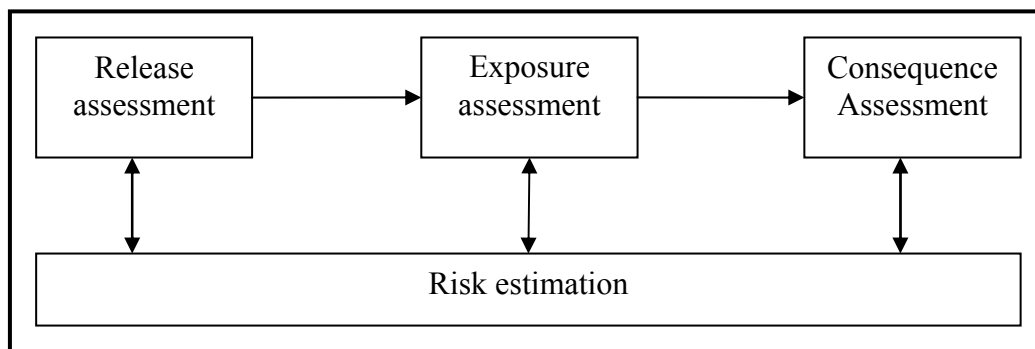 Release
assessment
Exposure
assessment
Consequence
Assessment
Risk estimation